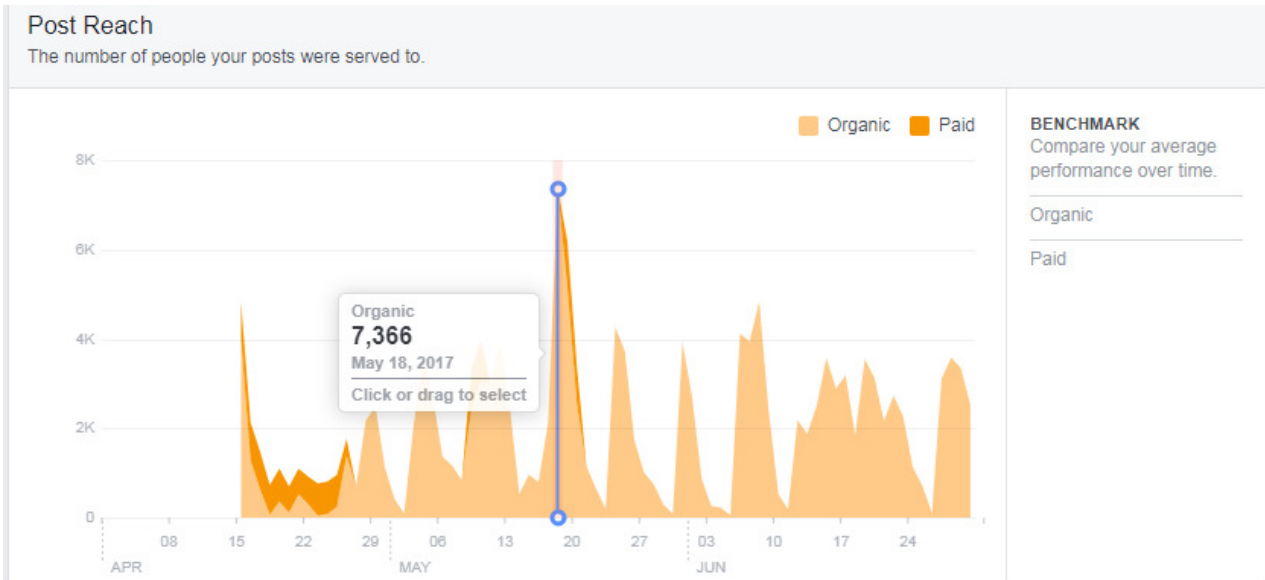 Post Reach
The number of people your posts were served to.
Organic Paid
BENCHMARK
Compare your average
performance over time.
Organic
Paid
8K
6K
4K
2K
0
Organic
7,366
May 18, 2017
Click or drag to select
08 15 22 29 06 13 20 27 03 10 17 24
APR MAY JUN